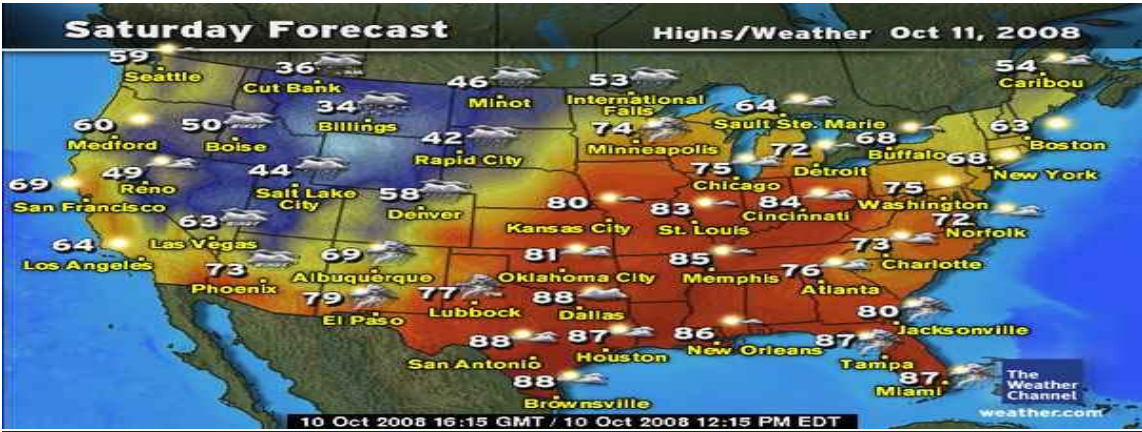 Saturday Forecast
Highs/Weather Oct 11, 2008
59
Seattle
36
Cut Bank
46
Minot
53
International
Falls
54
Caribou
34
Billings
64
Sault Ste. Marie
60
Medford
50
Boise
42
Rapid City
74
Minneapolis
72
Detroit
68
Buffalo
63
Boston
49
Reno
44
Salt Lake
City
58
Denver
75
Chicago
68
New York
69
San Francisco
80
Kansas City
83
St. Louis
84
Cincinnati
75
Washington
63
Las Vegas
72
Norfolk
64
Los Angeles
73
Phoenix
69
Albuquerque
81
Oklahoma City
85
Memphis
76
Atlanta
73
Charlotte
79
El Paso
77
Lubbock
88
Dallas
80
Jacksonville
88
San Antonio
87
Houston
86
New Orleans
87
Tampa
88
Brownsville
87
Miami
The
Weather
Channel
weather.com
10 Oct 2008 16:15 GMT / 10 Oct 2008 12:15 PM EDT